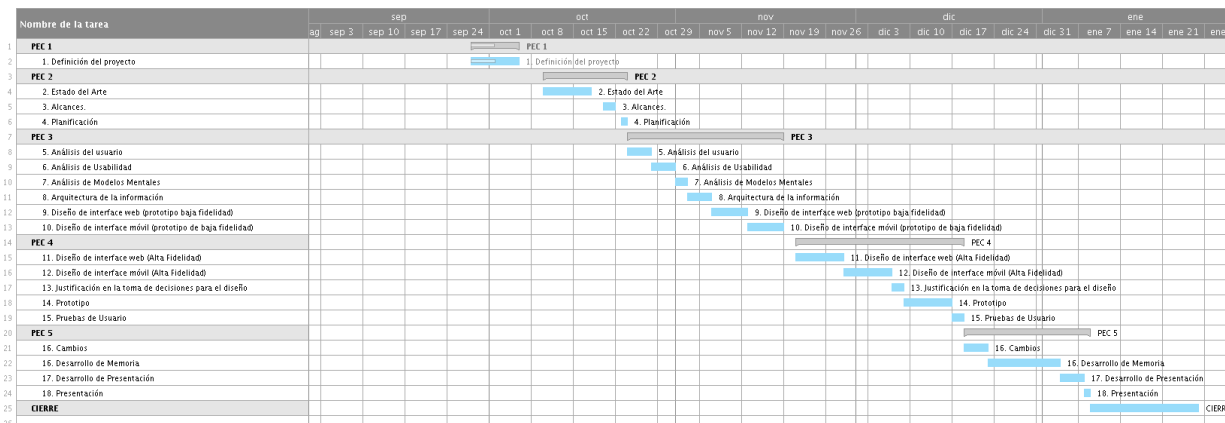 Nombre de la tarea
sep oct nov dic ene
ag sep 3 sep 10 sep 17 sep 24 oct 1 oct 8 oct 15 oct 22 oct 29 nov 5 nov 12 nov 19 nov 26 dic 3 dic 10 dic 17 dic 24 dic 31 ene 7 ene 14 ene 21 ene
1 PEC 1 PEC 1
2 1. Definición del proyecto 1. Definición del proyecto
3 PEC 2 PEC 2
4 2. Estado del Arte 2. Estado del Arte
5 3. Alcances. 3. Alcances.
6 4. Planificación 4. Planificación
7 PEC 3 PEC 3
8 5. Análisis del usuario 5. Análisis del usuario
9 6. Análisis de Usabilidad 6. Análisis de Usabilidad
10 7. Análisis de Modelos Mentales 7. Análisis de Modelos Mentales
11 8. Arquitectura de la información 8. Arquitectura de la información
12 9. Diseño de interface web (prototipo baja fidelidad) 9. Diseño de interface web (prototipo baja fidelidad)
13 10. Diseño de interface móvil (prototipo de baja fidelidad) 10. Diseño de interface móvil (prototipo de baja fidelidad)
14 PEC 4 PEC 4
15 11. Diseño de interface web (Alta Fidelidad) 11. Diseño de interface web (Alta Fidelidad)
16 12. Diseño de interface móvil (Alta Fidelidad) 12. Diseño de interface móvil (Alta Fidelidad)
17 13. Justificación en la toma de decisiones para el diseño 13. Justificación en la toma de decisiones para el diseño
18 14. Prototipo 14. Prototipo
19 15. Pruebas de Usuario 15. Pruebas de Usuario
20 PEC 5 PEC 5
21 16. Cambios 16. Cambios
22 16. Desarrollo de Memoria 16. Desarrollo de Memoria
23 17. Desarrollo de Presentación 17. Desarrollo de Presentación
24 18. Presentación 18. Presentación
25 CIERRE CIERR